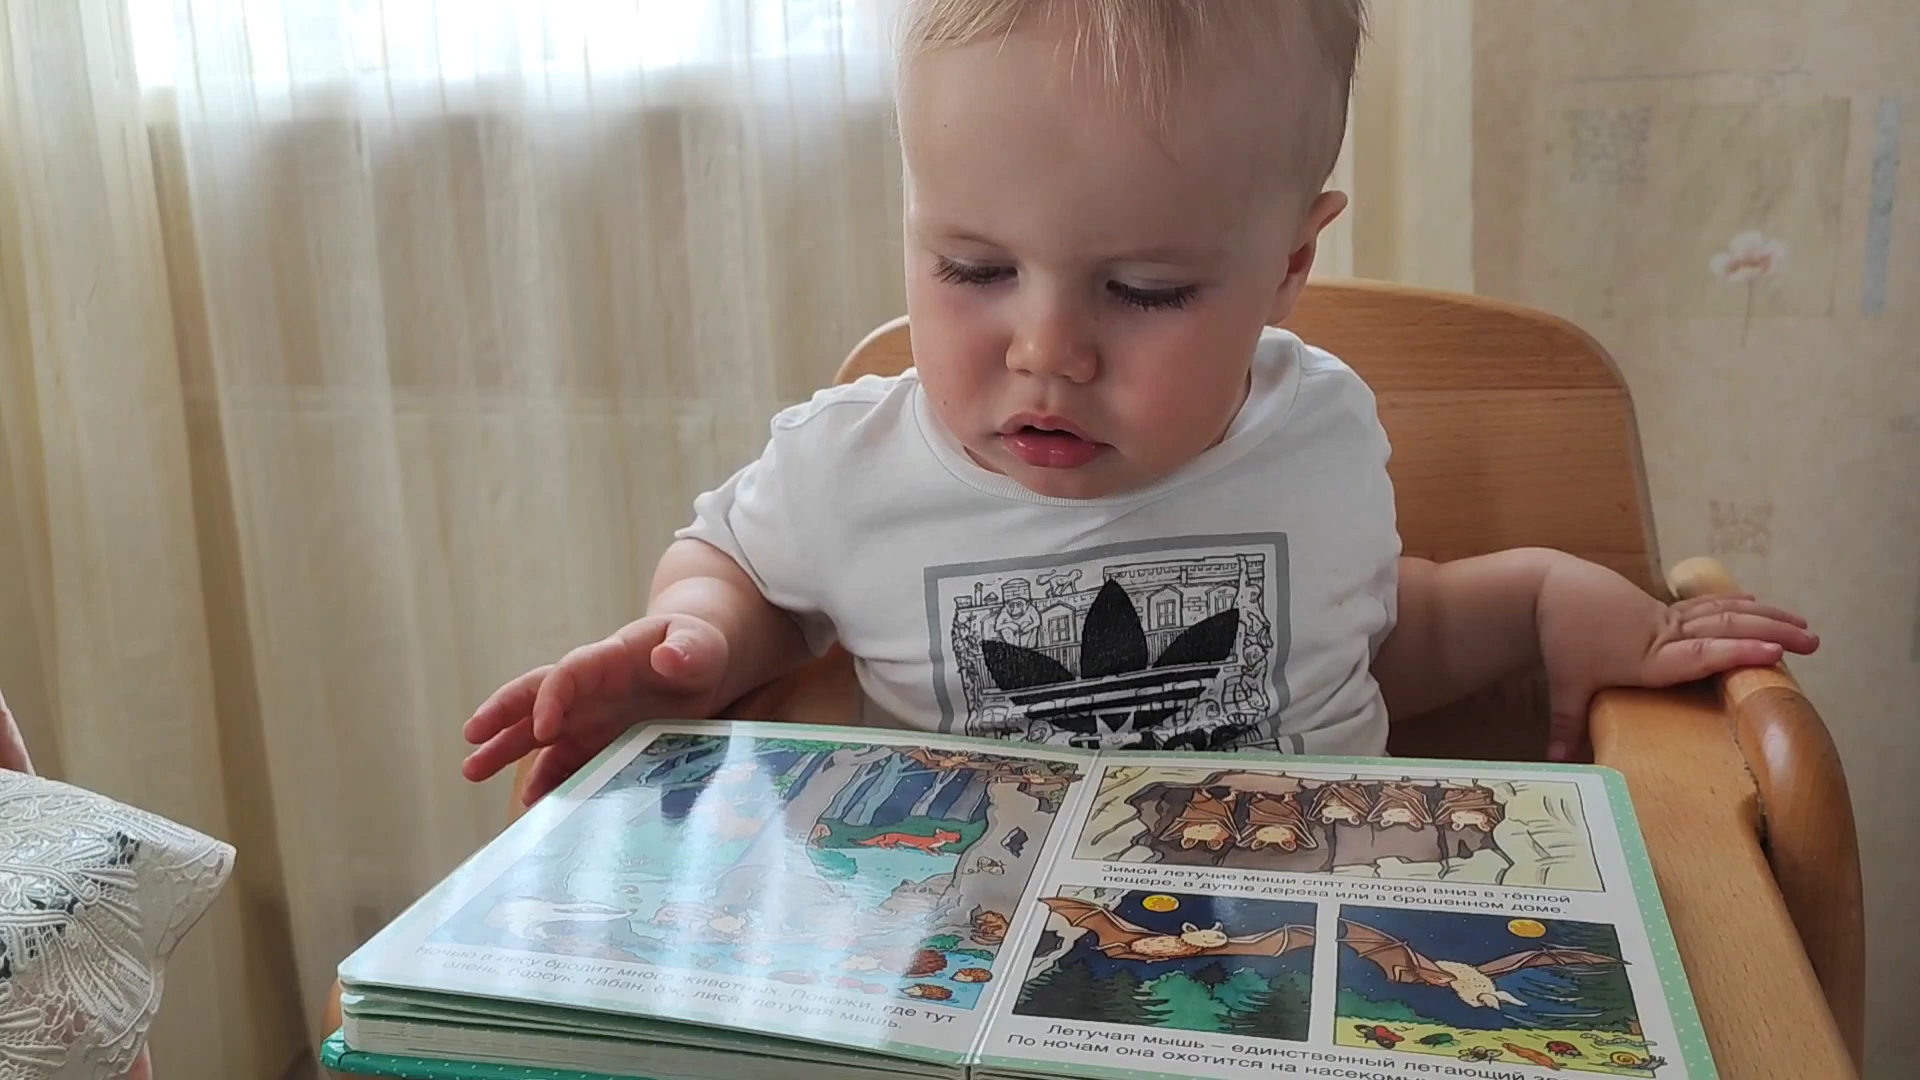 Ночью в лесу бродит много животных. Покажи, где тут
олень, барсук, кабан, ёж, лиса, летучая мышь.
Зимой летучие мыши спят головой вниз в тёплой
пещере, в дупле дерева или в брошенном доме.
Летучая мышь – единственный летающий
По ночам она охотится на